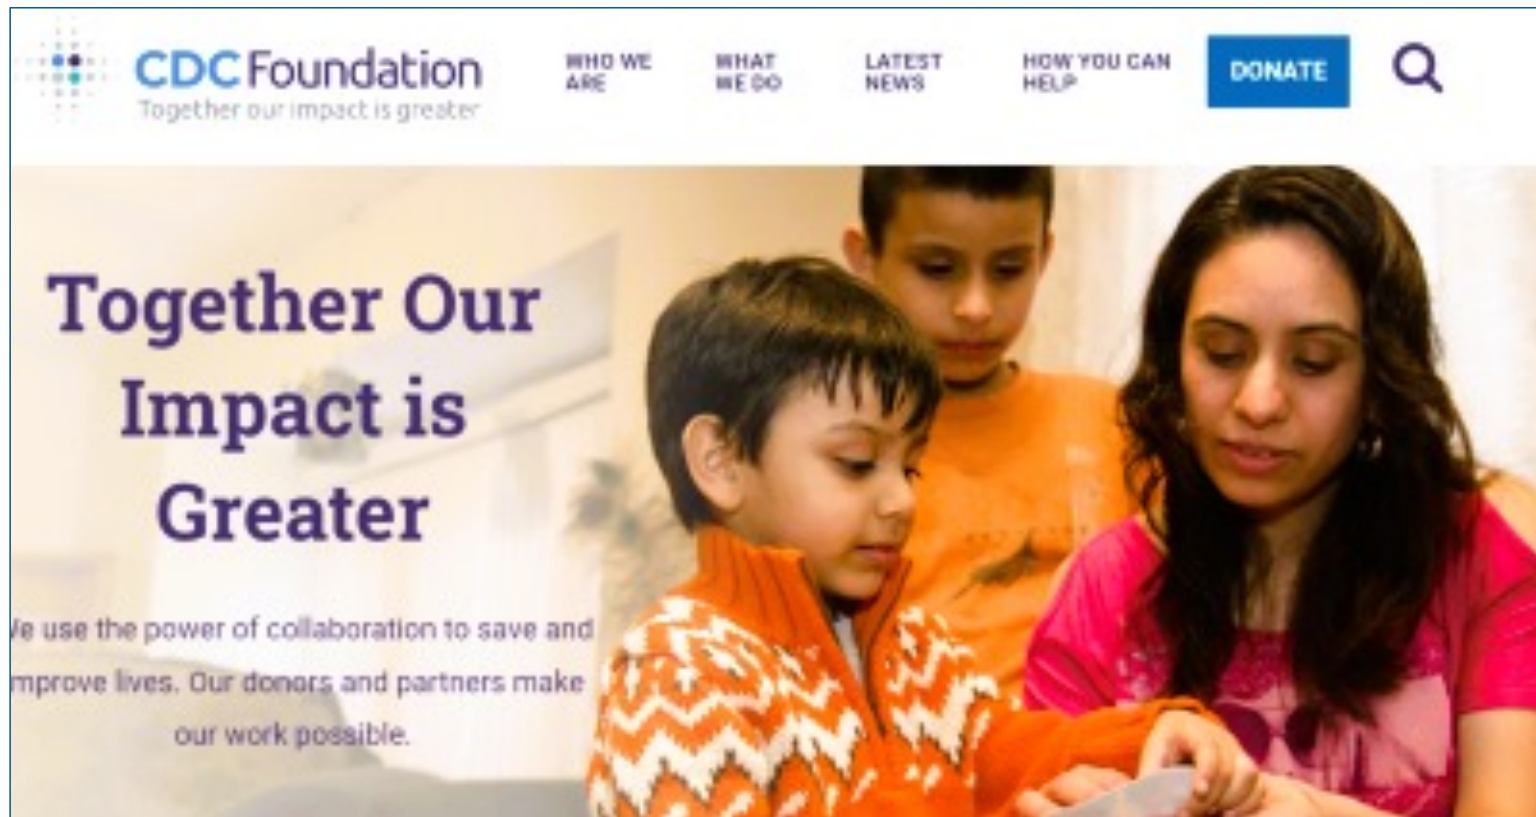 CDC Foundation
Together our impact is greater
WHO WE
ARE
WHAT
WE DO
LATEST
NEWS
HOW YOU CAN
HELP
DONATE
Together Our
Impact is
Greater
e use the power of collaboration to save and
mprove lives. Our donors and partners make
our work possible.